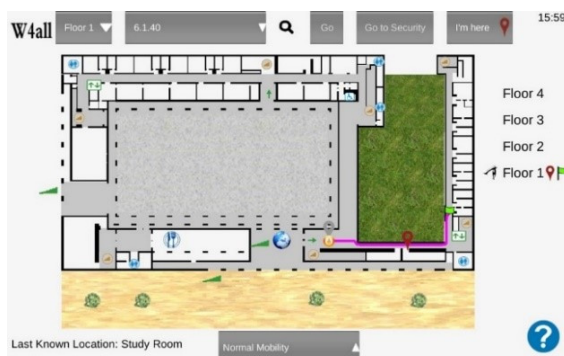 W4all
Floor 1
6.1.40
Go
Go to Security
I'm here
15:59
Floor 4
Floor 3
Floor 2
Floor 1
Last Known Location: Study Room
Normal Mobility
?